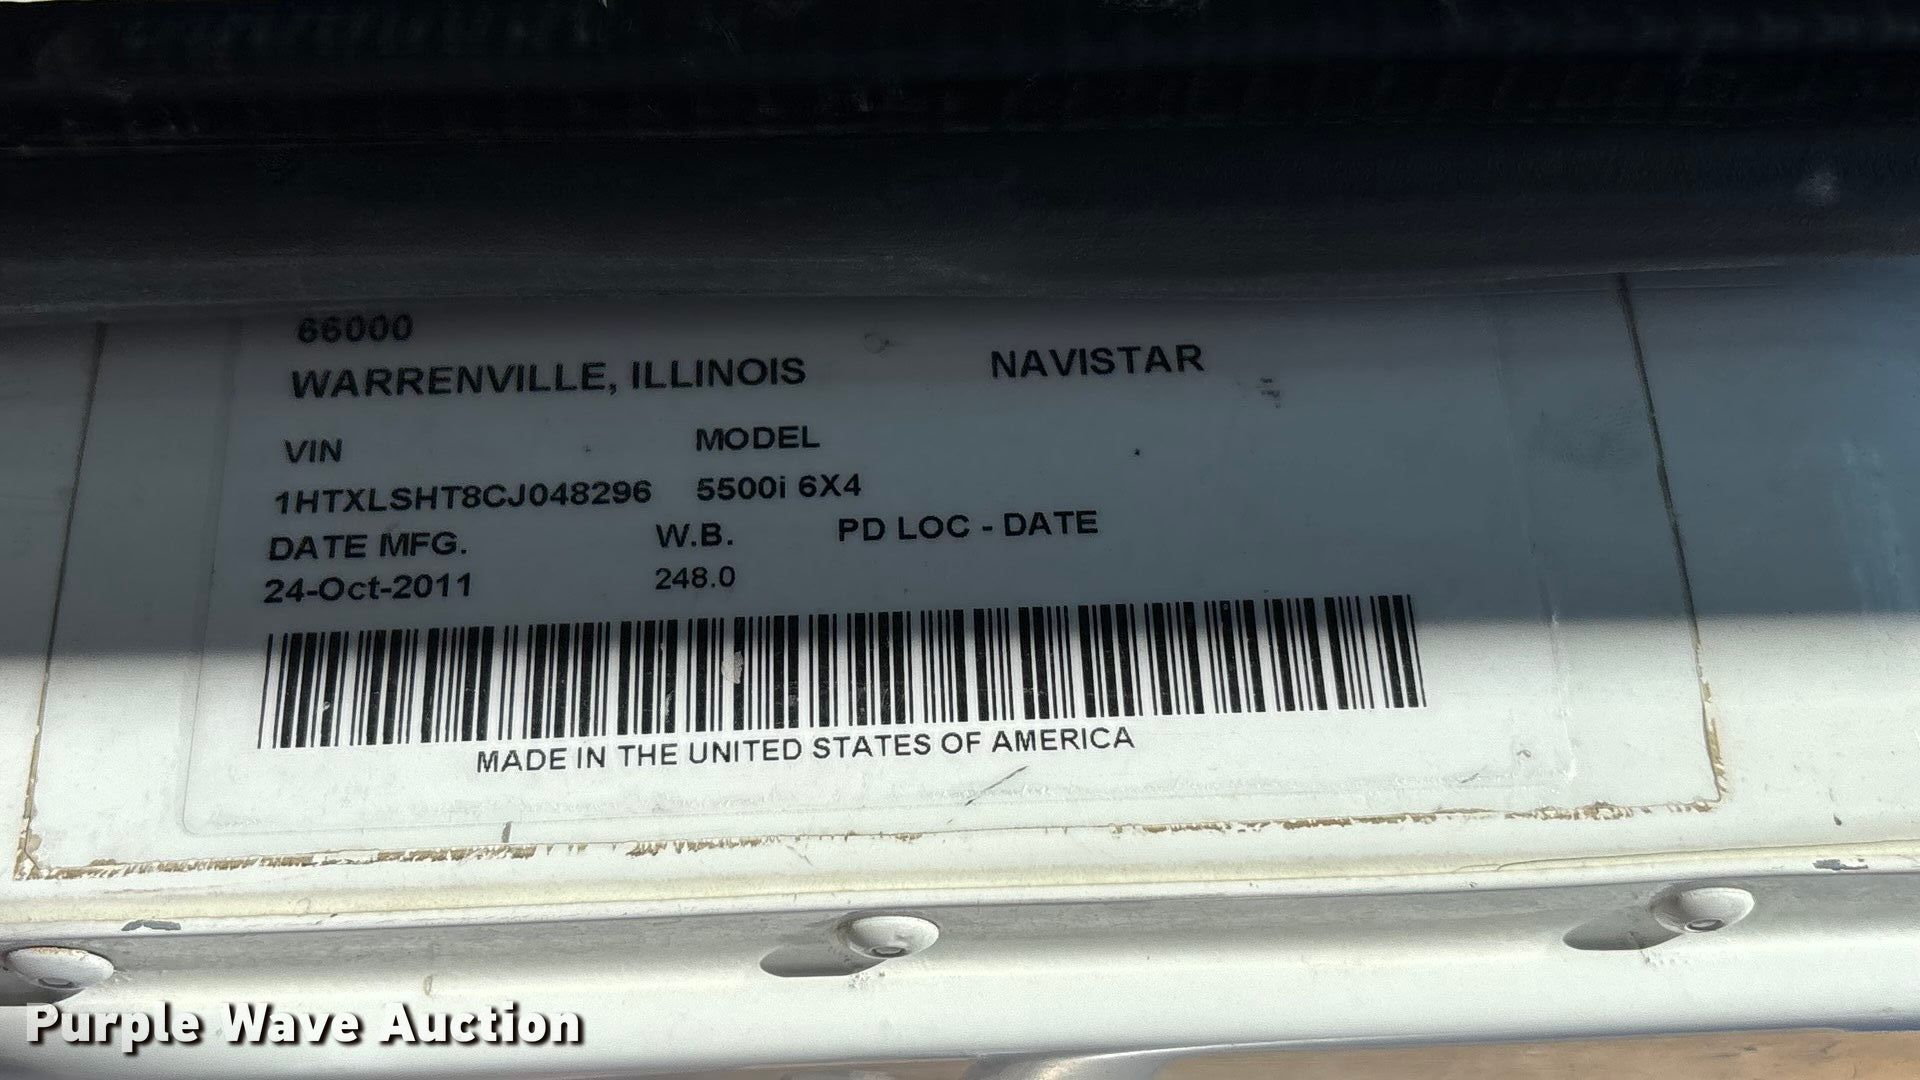 66000
WARRENVILLE, ILLINOIS NAVISTAR
VIN MODEL
1HTXLSHT8CJ048296 5500i 6X4
DATE MFG. W.B. PD LOC - DATE
24-Oct-2011 248.0
MADE IN THE UNITED STATES OF AMERICA
Purple Wave Auction